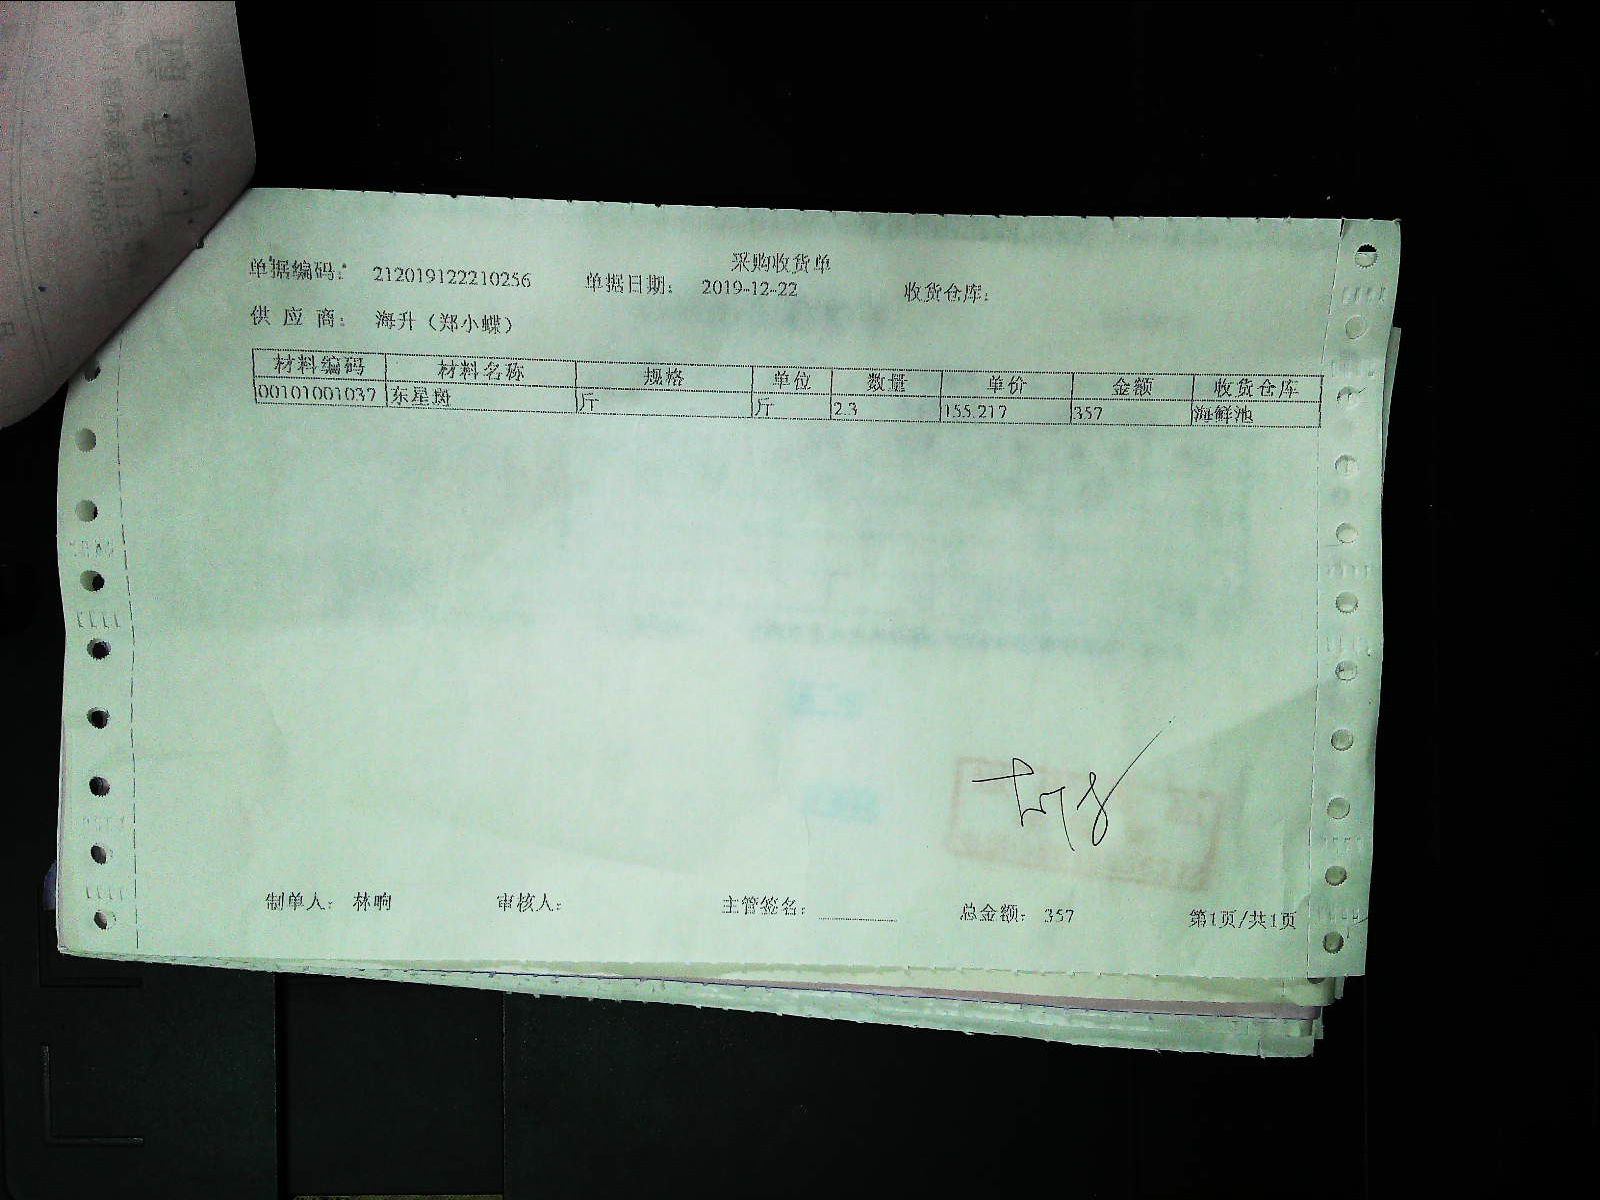 采购收货单
单据编码： 212019122210256 单据日期： 2019-12-22 收货仓库：
供 应 商： 海升（郑小蝶）
材料编码 材料名称 规格 单位 数量 单价 金额 收货仓库
00101001037 东星斑 斤 斤 2.3 155.217 357 海鲜池
制单人： 林响 审核人： 主管签名： 总金额： 357 第1页/共1页